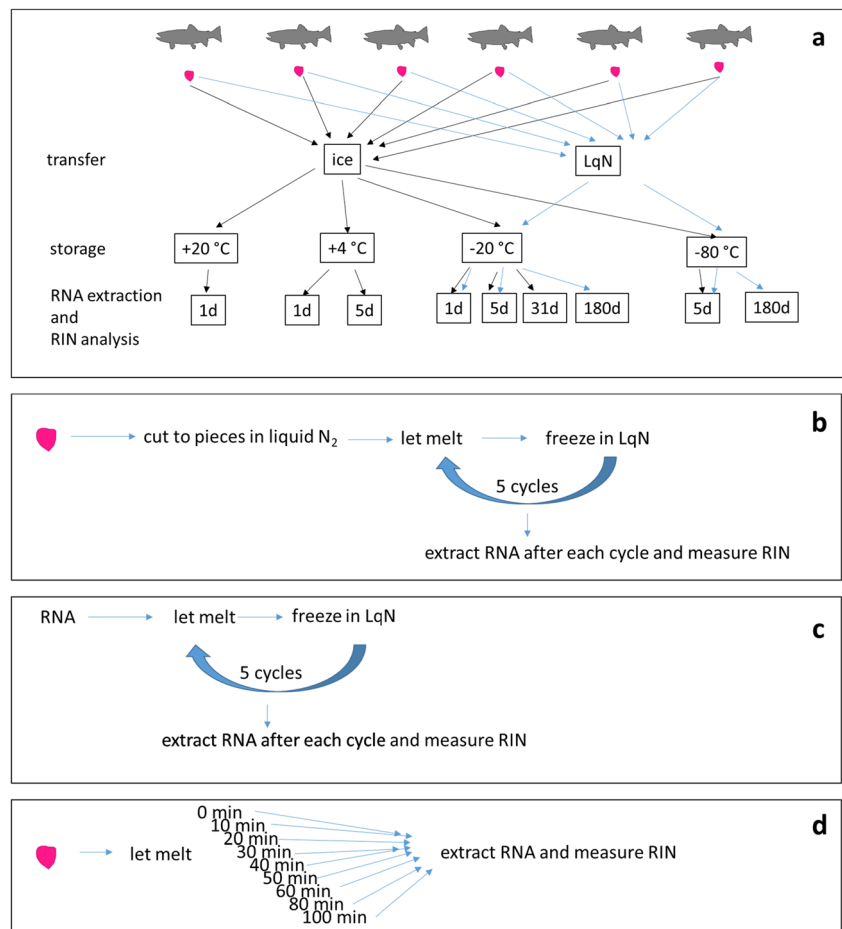 a
transfer
ice
LqN
storage
+20 °C
+4 °C
-20 °C
-80 °C
RNA extraction
and
RIN analysis
1d
1d
5d
1d
5d
31d
180d
5d
180d
b
cut to pieces in liquid N₂
let melt
freeze in LqN
5 cycles
extract RNA after each cycle and measure RIN
c
RNA
let melt
freeze in LqN
5 cycles
extract RNA after each cycle and measure RIN
d
0 min
10 min
20 min
30 min
40 min
50 min
60 min
80 min
100 min
let melt
extract RNA and measure RIN